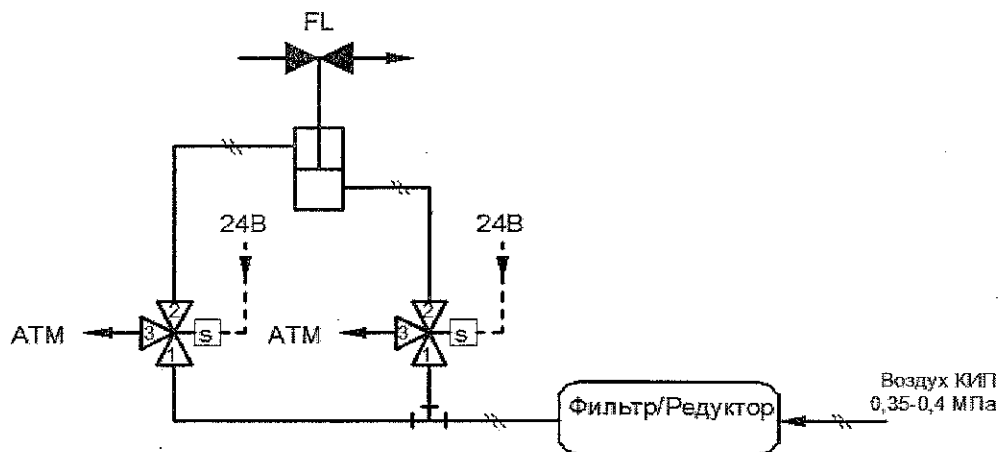 FL
24В
24В
2
2
АТМ
3
s
АТМ
3
s
1
1
Воздух КИП
0,35-0,4 МПа
Фильтр/Редуктор